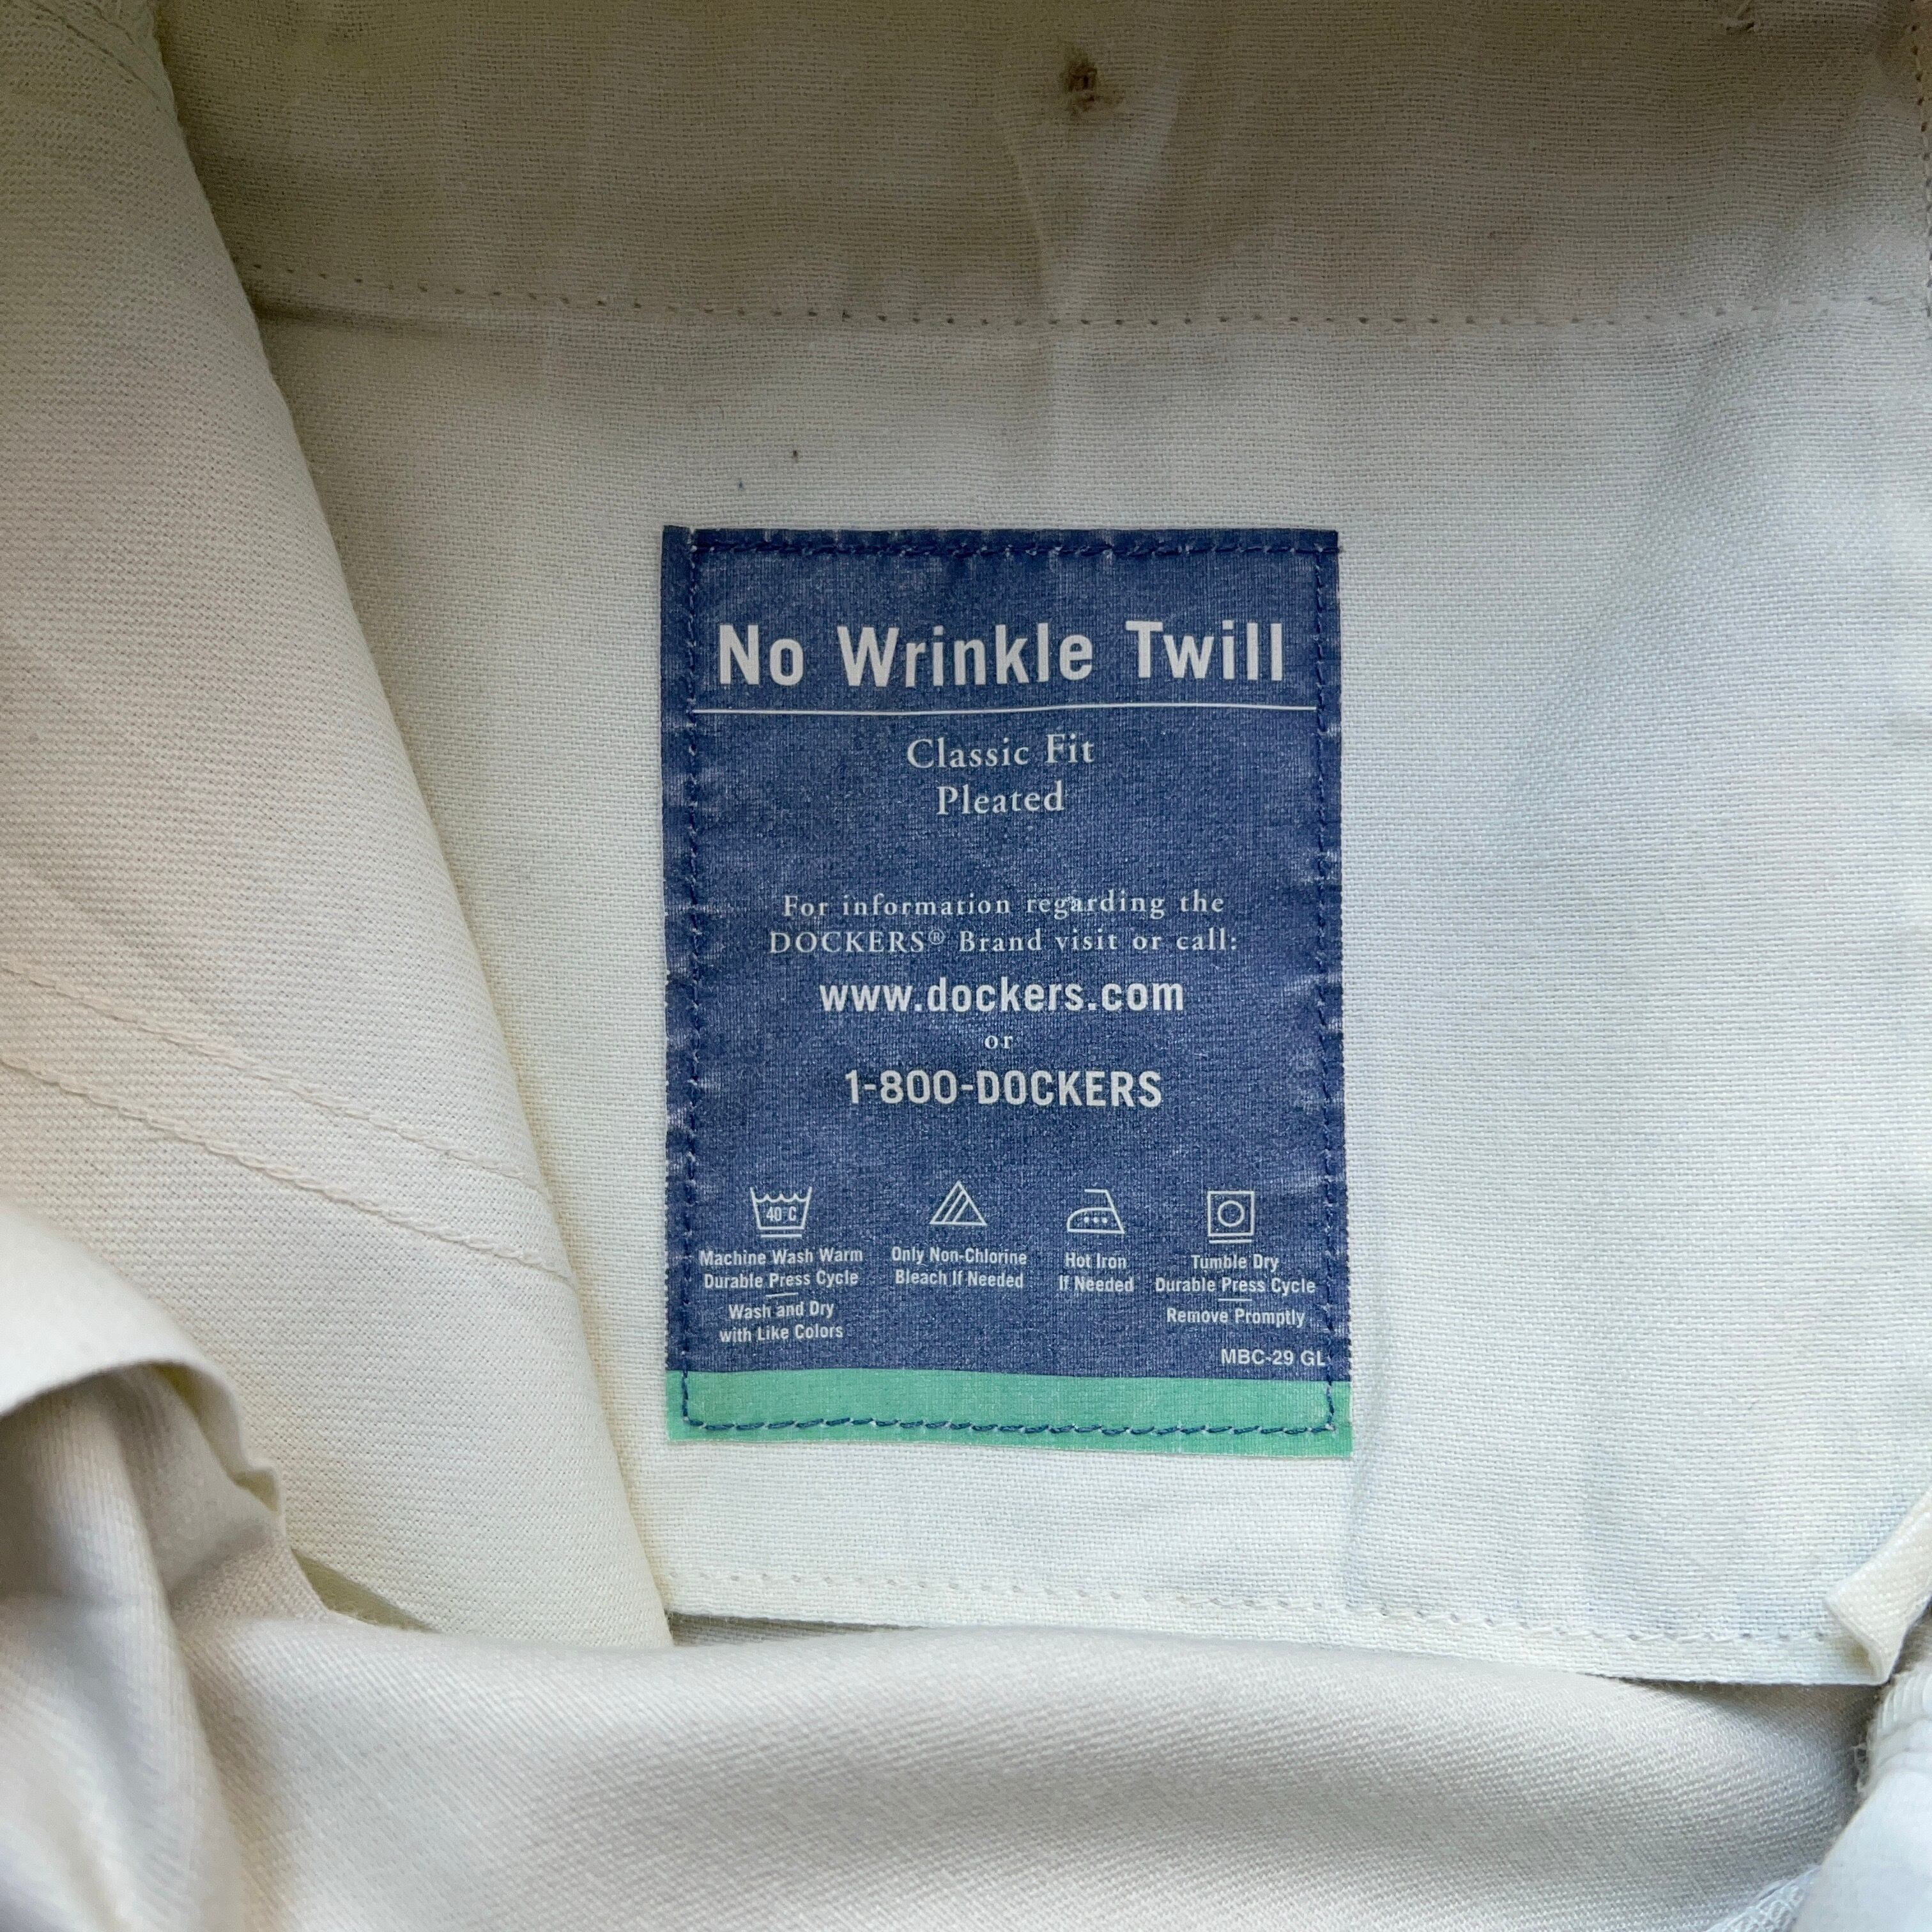 No Wrinkle Twill
Classic Fit
Pleated
For information regarding the
DOCKERS® Brand visit or call:
www.dockers.com
or
1-800-DOCKERS
40°C
Machine Wash Warm
Durable Press Cycle
Wash and Dry
with Like Colors
Only Non-Chlorine
Bleach If Needed
Hot Iron
If Needed
Tumble Dry
Durable Press Cycle
Remove Promptly
MBC-29 GL